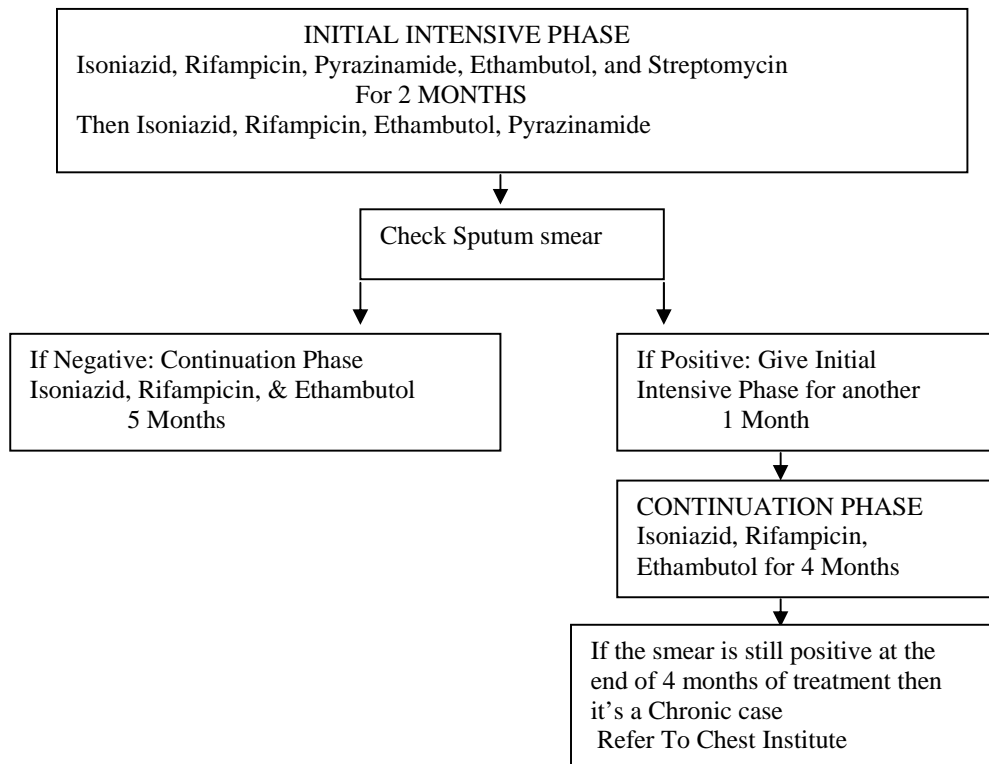 INITIAL INTENSIVE PHASE
Isoniazid, Rifampicin, Pyrazinamide, Ethambutol, and Streptomycin
For 2 MONTHS
Then Isoniazid, Rifampicin, Ethambutol, Pyrazinamide
Check Sputum smear
If Negative: Continuation Phase
Isoniazid, Rifampicin, & Ethambutol
5 Months
If Positive: Give Initial
Intensive Phase for another
1 Month
CONTINUATION PHASE
Isoniazid, Rifampicin,
Ethambutol for 4 Months
If the smear is still positive at the
end of 4 months of treatment then
it’s a Chronic case
Refer To Chest Institute